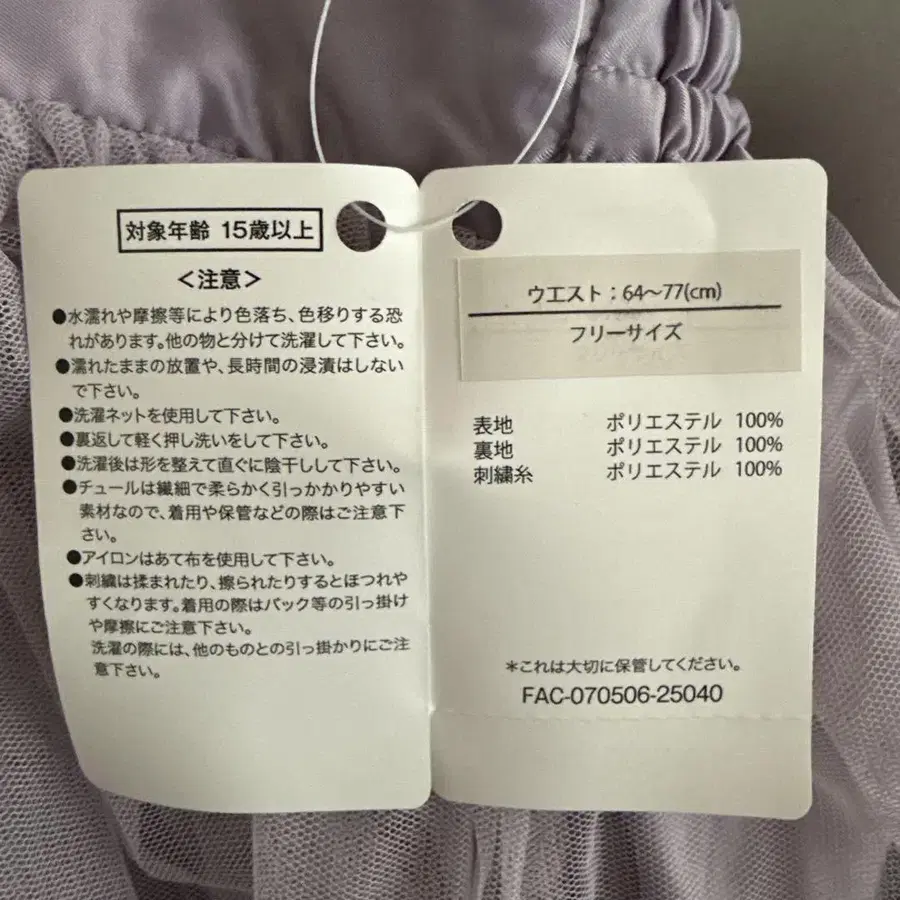 対象年齢 15歳以上
<注意>
●水濡れや摩擦等により色落ち、色移りする恐
れがあります。他の物と分けて洗濯して下さい。
●濡れたままの放置や、長時間の浸漬はしない
で下さい。
●洗濯ネットを使用して下さい。
●裏返して軽く押し洗いをして下さい。
●洗濯後は形を整えて直ぐに陰干しして下さい。
●チュールは繊細で柔らかく引っかかりやすい
素材なので、着用や保管などの際はご注意下
さい。
●アイロンはあて布を使用して下さい。
●刺繍は揉まれたり、擦られたりするとほつれや
すくなります。着用の際はバック等の引っ掛け
や摩擦にご注意下さい。
洗濯の際には、他のものとの引っ掛かりにご注
意下さい。
ウエスト:64～77(cm)
フリーサイズ
表地 ポリエステル 100%
裏地 ポリエステル 100%
刺繍糸 ポリエステル 100%
*これは大切に保管してください。
FAC-070506-25040